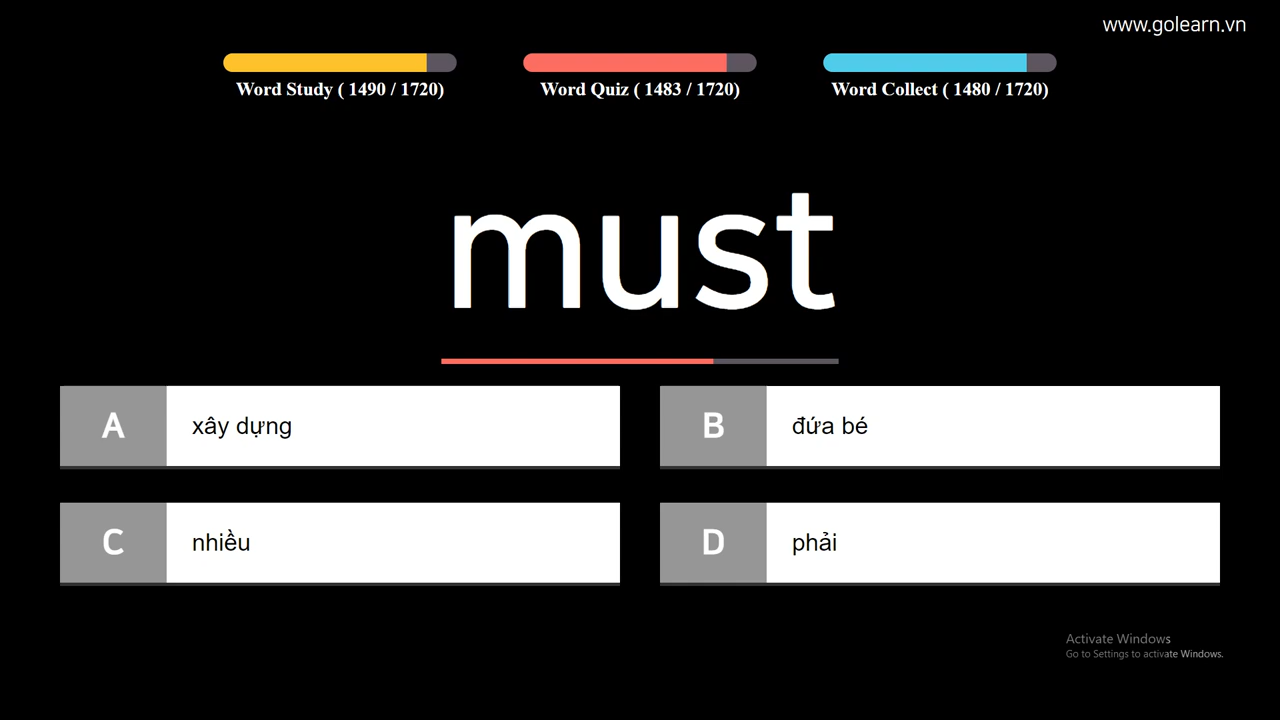 www.golearn.vn
Word Study ( 1490 / 1720)
Word Quiz ( 1483 / 1720)
Word Collect ( 1480 / 1720)
must
A xây dựng
B đứa bé
C nhiều
D phải
Activate Windows
Go to Settings to activate Windows.